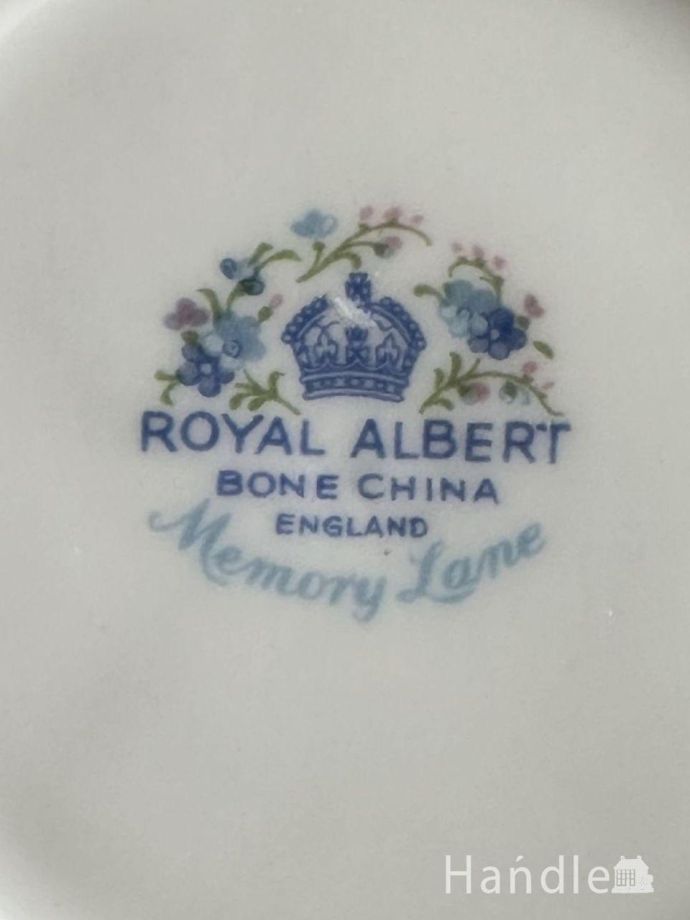 ROYAL ALBERT
BONE CHINA
ENGLAND
Memory Lane
Handle